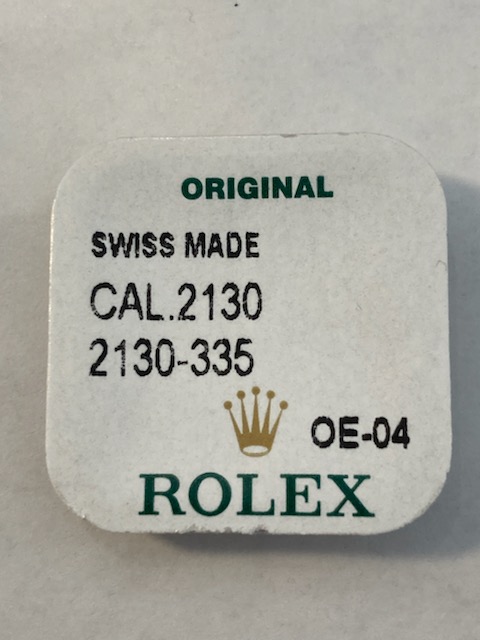 ORIGINAL
SWISS MADE
CAL.2130
2130-335
OE-04
ROLEX